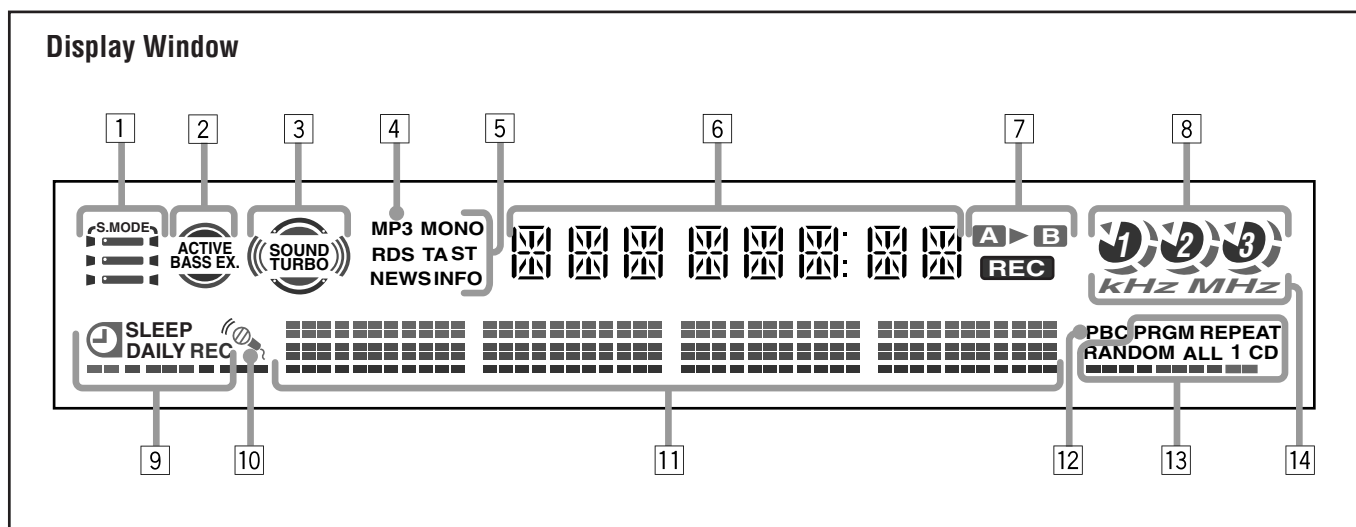 Display Window
1 2 3 4 5 6 7 8
S.MODE
ACTIVE
BASS EX.
SOUND
TURBO
MP3 MONO
RDS TA ST
NEWS INFO
A B
REC
1 2 3
kHz MHz
SLEEP
DAILY REC
PBC PRGM REPEAT
RANDOM ALL 1 CD
9 10 11 12 13 14